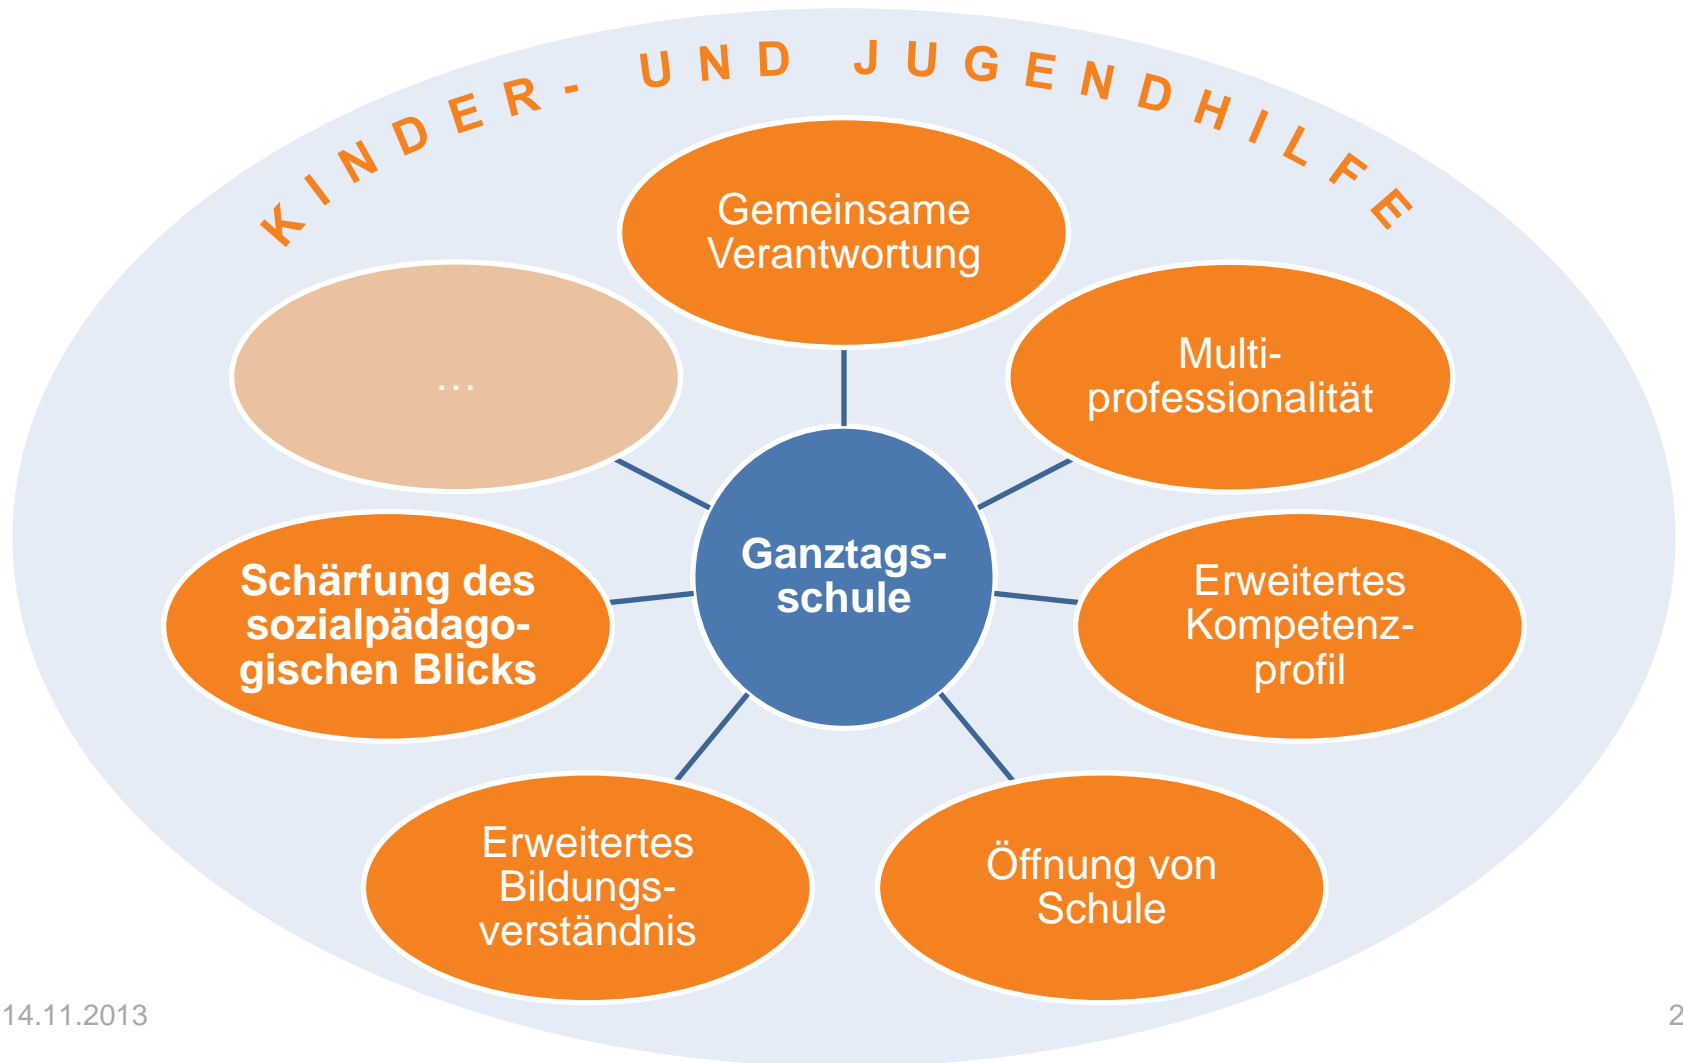 KINDER- UND JUGENDHILFE
Gemeinsame
Verantwortung
Multi-
professionalität
Erweitertes
Kompetenz-
profil
Öffnung von
Schule
Erweitertes
Bildungs-
verständnis
Schärfung des
sozialpädago-
gischen Blicks
…
Ganztags-
schule
14.11.2013
2